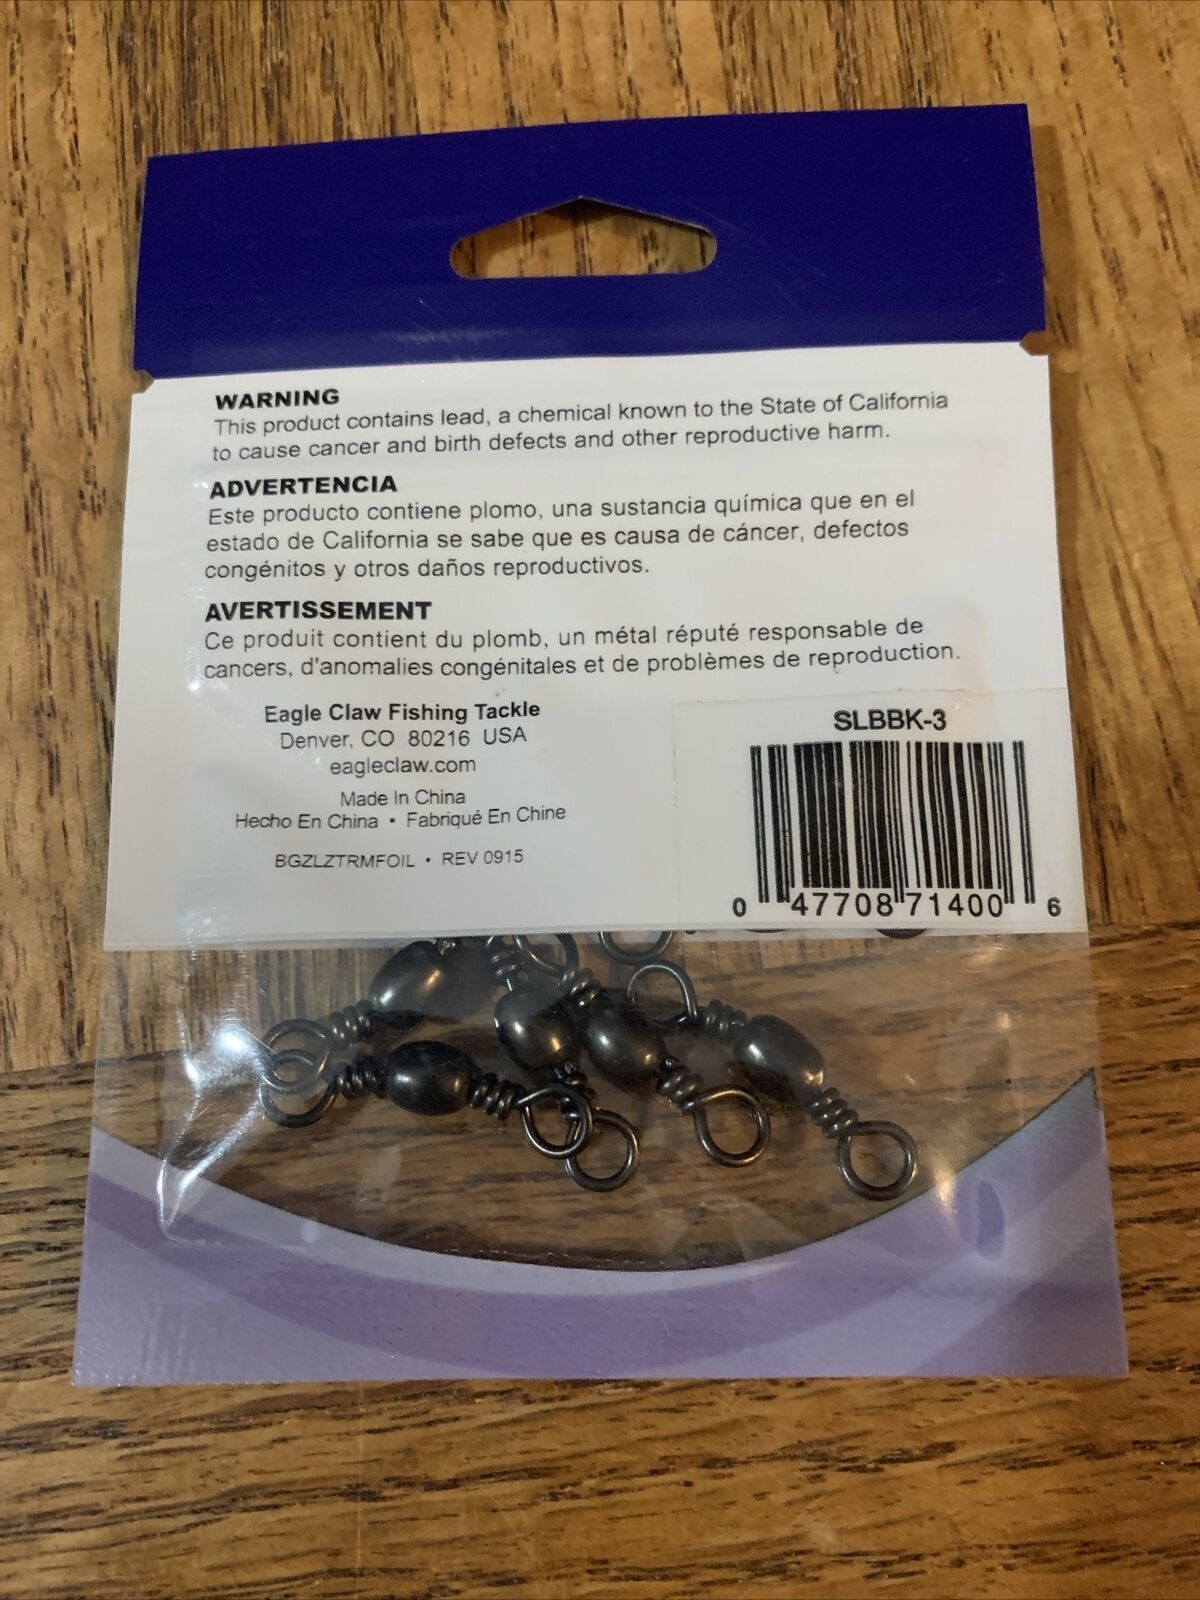 WARNING
This product contains lead, a chemical known to the State of California
to cause cancer and birth defects and other reproductive harm.
ADVERTENCIA
Este producto contiene plomo, una sustancia química que en el
estado de California se sabe que es causa de cáncer, defectos
congénitos y otros daños reproductivos.
AVERTISSEMENT
Ce produit contient du plomb, un métal réputé responsable de
cancers, d'anomalies congénitales et de problèmes de reproduction.
Eagle Claw Fishing Tackle
Denver, CO 80216 USA
eagleclaw.com
Made In China
Hecho En China • Fabriqué En Chine
BGZLZTRMFOIL • REV 0915
SLBBK-3
0 47708 71400 6